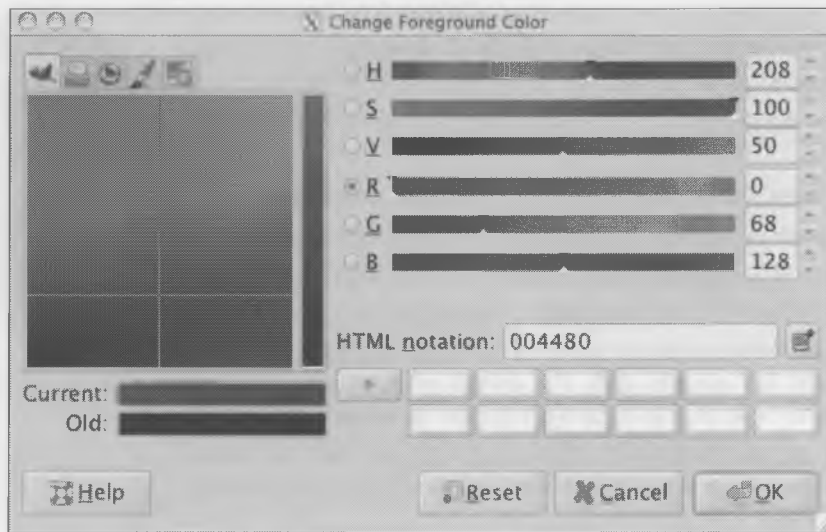 Change Foreground Color
H 208
S 100
V 50
R 0
G 68
B 128
HTML notation: 004480
Current:
Old:
Help Reset Cancel OK